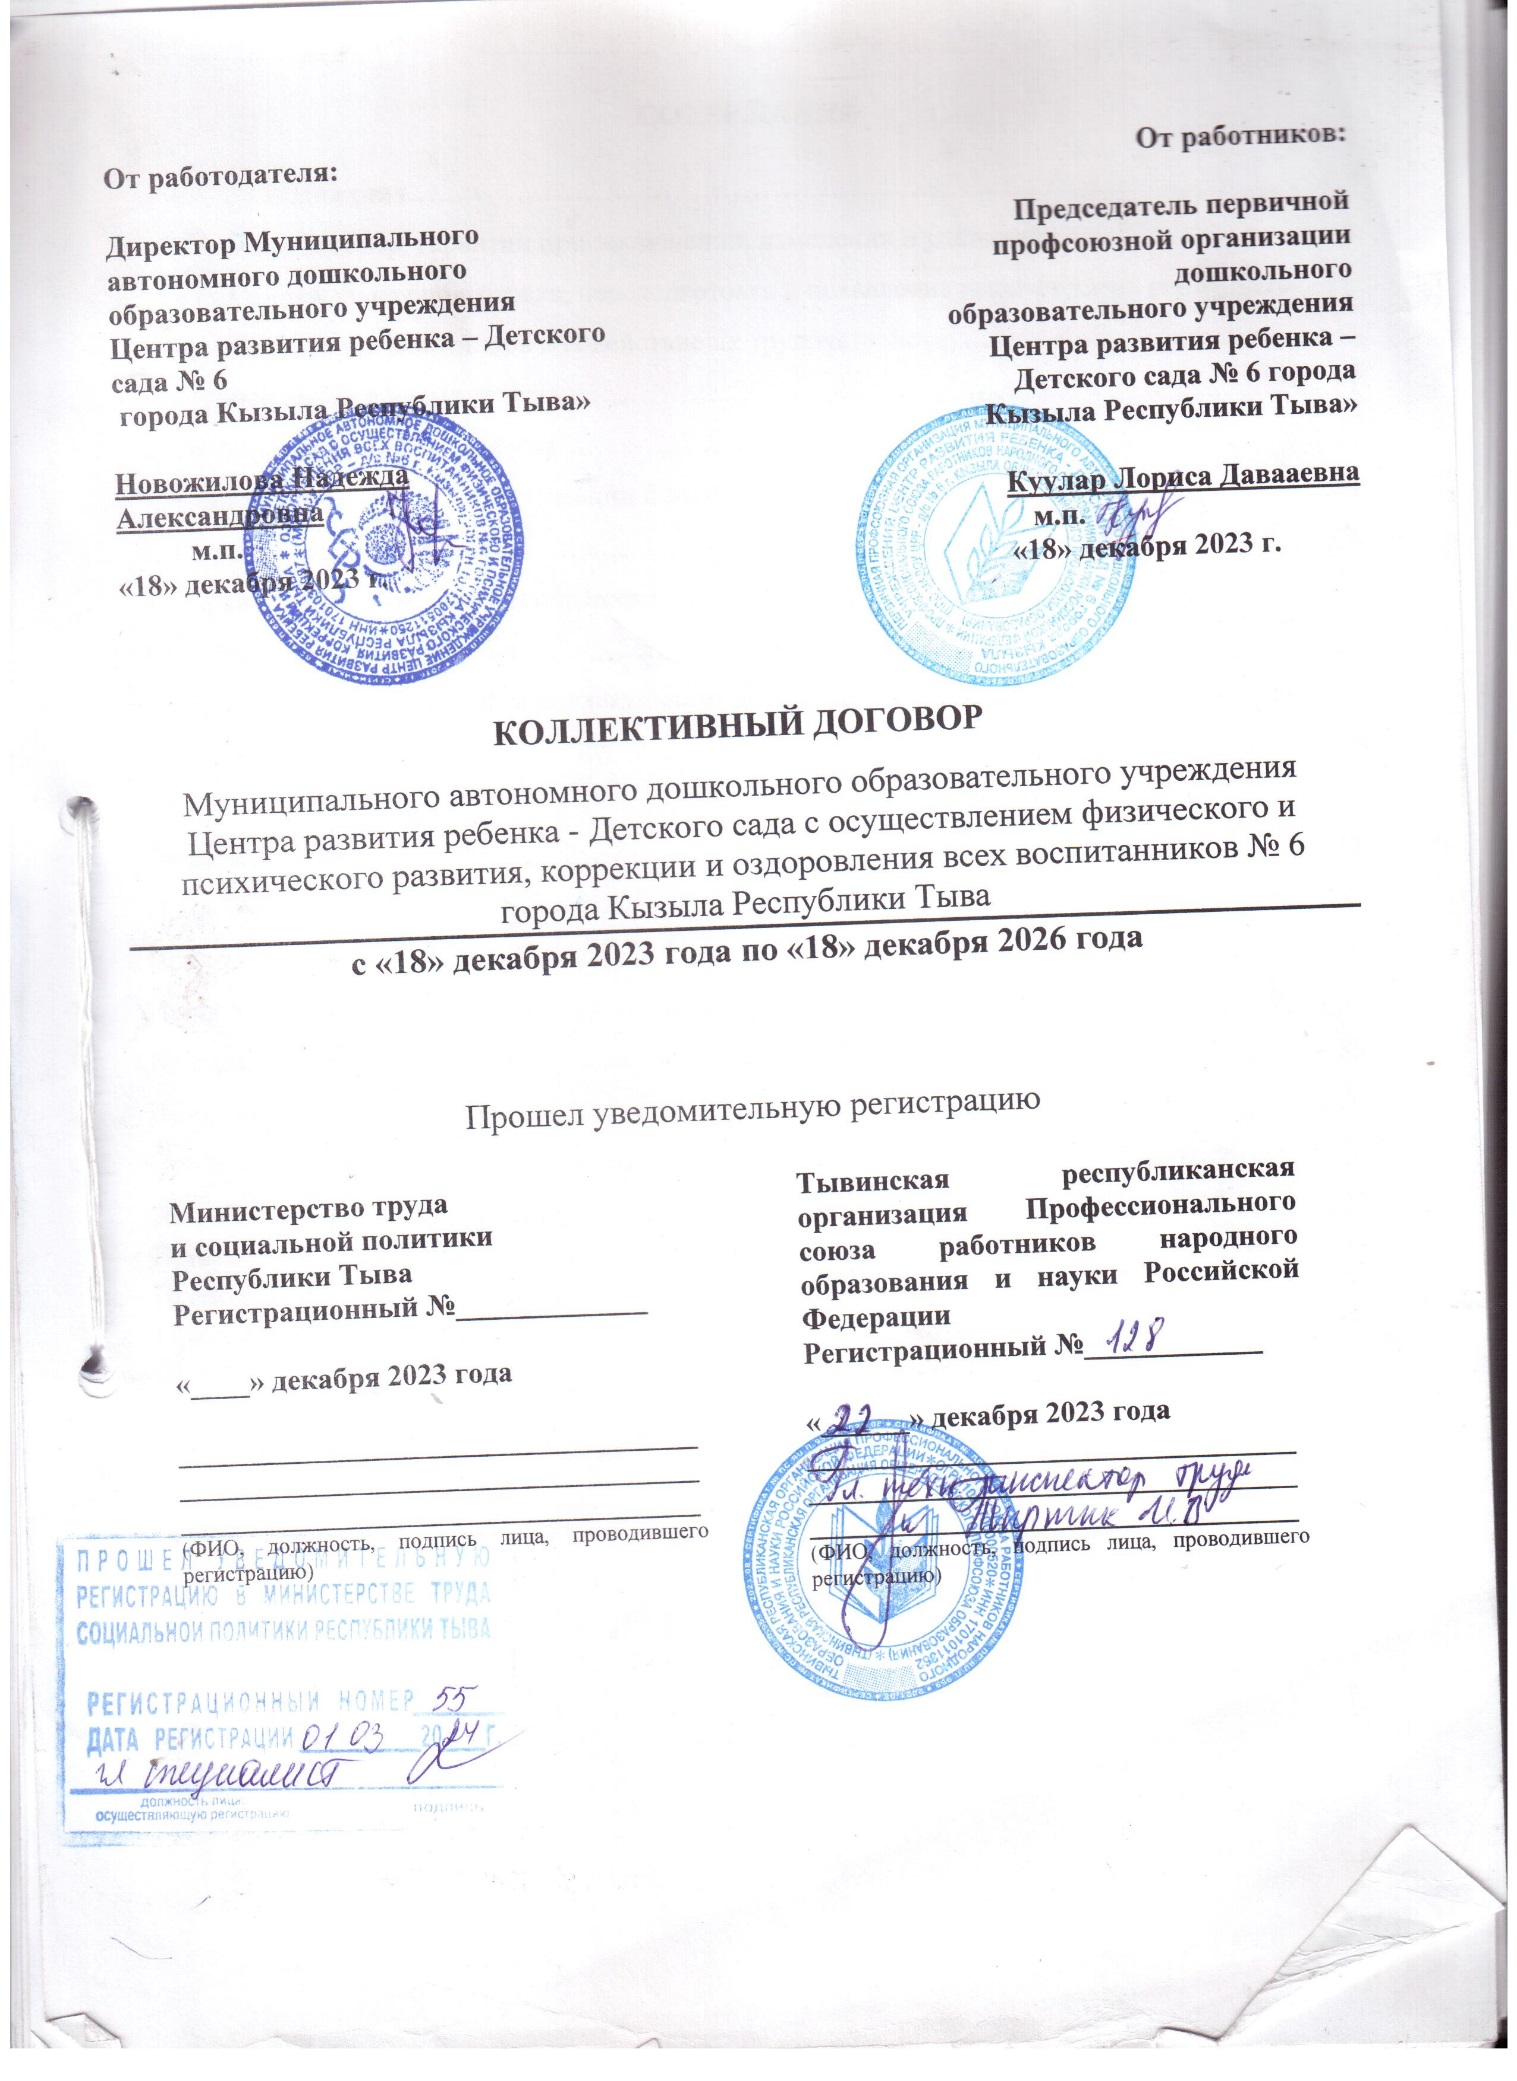 От работодателя:
Директор Муниципального
автономного дошкольного
образовательного учреждения
Центра развития ребенка – Детского
сада № 6
города Кызыла Республики Тыва»
Новожилова Надежда
Александровна
м.п.
«18» декабря 2023 г.
От работников:
Председатель первичной
профсоюзной организации
дошкольного
образовательного учреждения
Центра развития ребенка –
Детского сада № 6 города
Кызыла Республики Тыва»
Куулар Лориса Давааевна
м.п.
«18» декабря 2023 г.
КОЛЛЕКТИВНЫЙ ДОГОВОР
Муниципального автономного дошкольного образовательного учреждения
Центра развития ребенка - Детского сада с осуществлением физического и
психического развития, коррекции и оздоровления всех воспитанников № 6
города Кызыла Республики Тыва
с «18» декабря 2023 года по «18» декабря 2026 года
Прошел уведомительную регистрацию
Министерство труда
и социальной политики
Республики Тыва
Регистрационный №_____________
«____» декабря 2023 года
(ФИО, должность, подпись лица, проводившего
регистрацию)
Тывинская республиканская
организация Профессионального
союза работников народного
образования и науки Российской
Федерации
Регистрационный № 128
«22» декабря 2023 года
Гл. техн. инспектор труда
И.В
(ФИО, должность, подпись лица, проводившего
регистрацию)
ПРОШЕЛ УВЕДОМИТЕЛЬНУЮ
РЕГИСТРАЦИЮ В МИНИСТЕРСТВЕ ТРУДА
СОЦИАЛЬНОЙ ПОЛИТИКИ РЕСПУБЛИКИ ТЫВА
РЕГИСТРАЦИОННЫЙ НОМЕР 55
ДАТА РЕГИСТРАЦИИ 01 03 2024 г.
гл специалист
должность лица
осуществляющую регистрацию
подпись